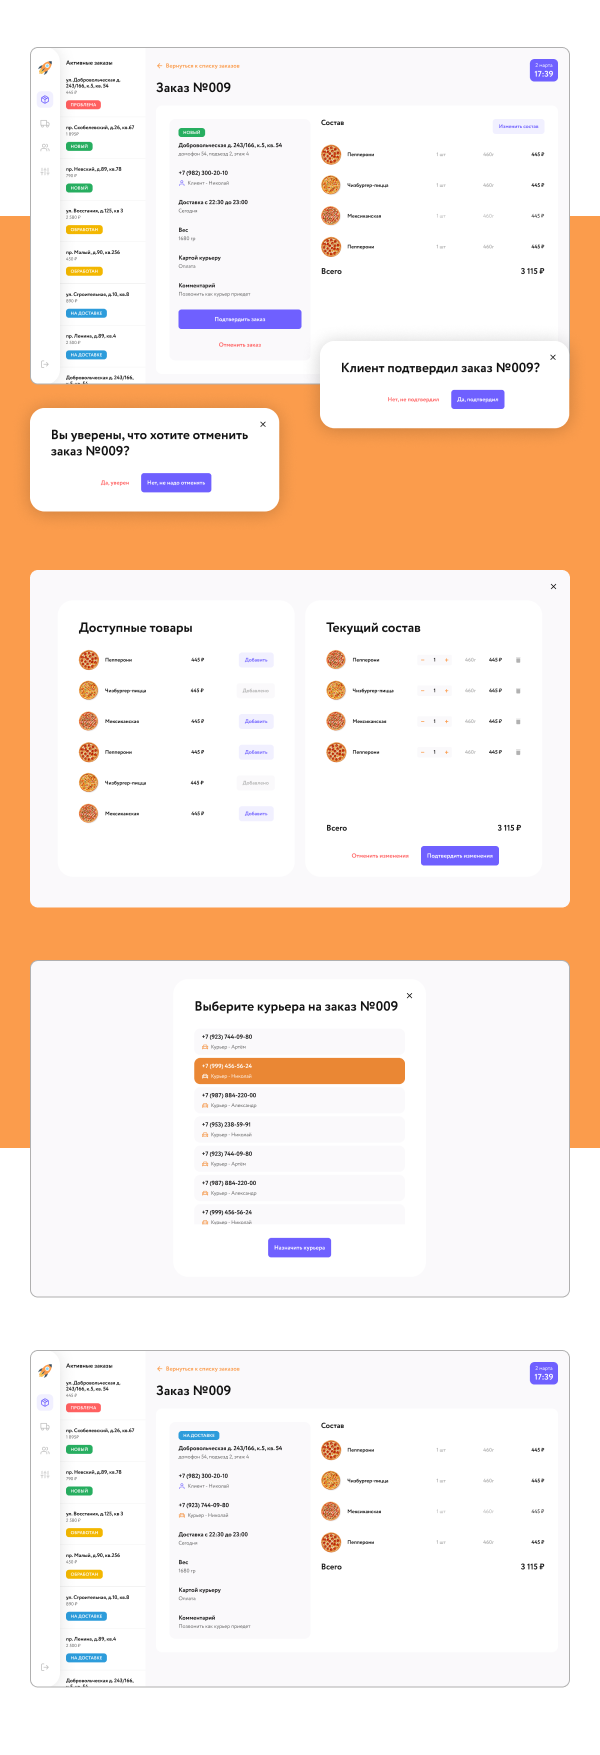 Активные заказы
ул. Добровольческая д.
243/166, к.5, кв. 54
445 ₽
ПРОБЛЕМА
пр. Скобелевский, д.26, кв.67
1 895₽
НОВЫЙ
пр. Невский, д.89, кв.78
790 ₽
НОВЫЙ
ул. Восстания, д.125, кв 3
2 580 ₽
ОБРАБОТАН
пр. Малый, д.90, кв.256
450 ₽
ОБРАБОТАН
ул. Строительная, д.10, кв.8
890 ₽
НА ДОСТАВКЕ
пр. Ленина, д.89, кв.4
2 500 ₽
НА ДОСТАВКЕ
Добровольческая д. 243/166,
к.5, кв. 54
Вернуться к списку заказов
2 марта
17:39
Заказ №009
НОВЫЙ
Добровольческая д. 243/166, к.5, кв. 54
домофон 54, подъезд 2, этаж 4
+7 (982) 300-20-10
Клиент - Николай
Доставка с 22:30 до 23:00
Сегодня
Вес
1680 гр
Картой курьеру
Оплата
Комментарий
Позвонить как курьер приедет
Подтвердить заказ
Отменить заказ
Состав
Изменить состав
Пепперони 1 шт 460г 445 ₽
Чизбургер-пицца 1 шт 460г 445 ₽
Мексиканская 1 шт 460г 445 ₽
Пепперони 1 шт 460г 445 ₽
Всего 3 115 ₽
Клиент подтвердил заказ №009?
Нет, не подтвердил
Да, подтвердил
Вы уверены, что хотите отменить
заказ №009?
Да, уверен
Нет, не надо отменять
Доступные товары
Пепперони 445 ₽ Добавить
Чизбургер-пицца 445 ₽ Добавлено
Мексиканская 445 ₽ Добавить
Пепперони 445 ₽ Добавить
Чизбургер-пицца 445 ₽ Добавлено
Мексиканская 445 ₽ Добавить
Текущий состав
Пепперони − 1 + 460г 445 ₽
Чизбургер-пицца − 1 + 460г 445 ₽
Мексиканская − 1 + 460г 445 ₽
Пепперони − 1 + 460г 445 ₽
Всего 3 115 ₽
Отменить изменения
Подтвердить изменения
Выберите курьера на заказ №009
+7 (923) 744-09-80
Курьер - Артём
+7 (999) 456-56-24
Курьер - Николай
+7 (987) 884-220-00
Курьер - Александр
+7 (953) 238-59-91
Курьер - Николай
+7 (923) 744-09-80
Курьер - Артём
+7 (987) 884-220-00
Курьер - Александр
+7 (999) 456-56-24
Курьер - Николай
Назначить курьера
Активные заказы
ул. Добровольческая д.
243/166, к.5, кв. 54
445 ₽
ПРОБЛЕМА
пр. Скобелевский, д.26, кв.67
1 895₽
НОВЫЙ
пр. Невский, д.89, кв.78
790 ₽
НОВЫЙ
ул. Восстания, д.125, кв 3
2 580 ₽
ОБРАБОТАН
пр. Малый, д.90, кв.256
450 ₽
ОБРАБОТАН
ул. Строительная, д.10, кв.8
890 ₽
НА ДОСТАВКЕ
пр. Ленина, д.89, кв.4
2 500 ₽
НА ДОСТАВКЕ
Добровольческая д. 243/166,
к.5, кв. 54
Вернуться к списку заказов
2 марта
17:39
Заказ №009
НА ДОСТАВКЕ
Добровольческая д. 243/166, к.5, кв. 54
домофон 54, подъезд 2, этаж 4
+7 (982) 300-20-10
Клиент - Николай
+7 (923) 744-09-80
Курьер - Николай
Доставка с 22:30 до 23:00
Сегодня
Вес
1680 гр
Картой курьеру
Оплата
Комментарий
Позвонить как курьер приедет
Состав
Пепперони 1 шт 460г 445 ₽
Чизбургер-пицца 1 шт 460г 445 ₽
Мексиканская 1 шт 460г 445 ₽
Пепперони 1 шт 460г 445 ₽
Всего 3 115 ₽